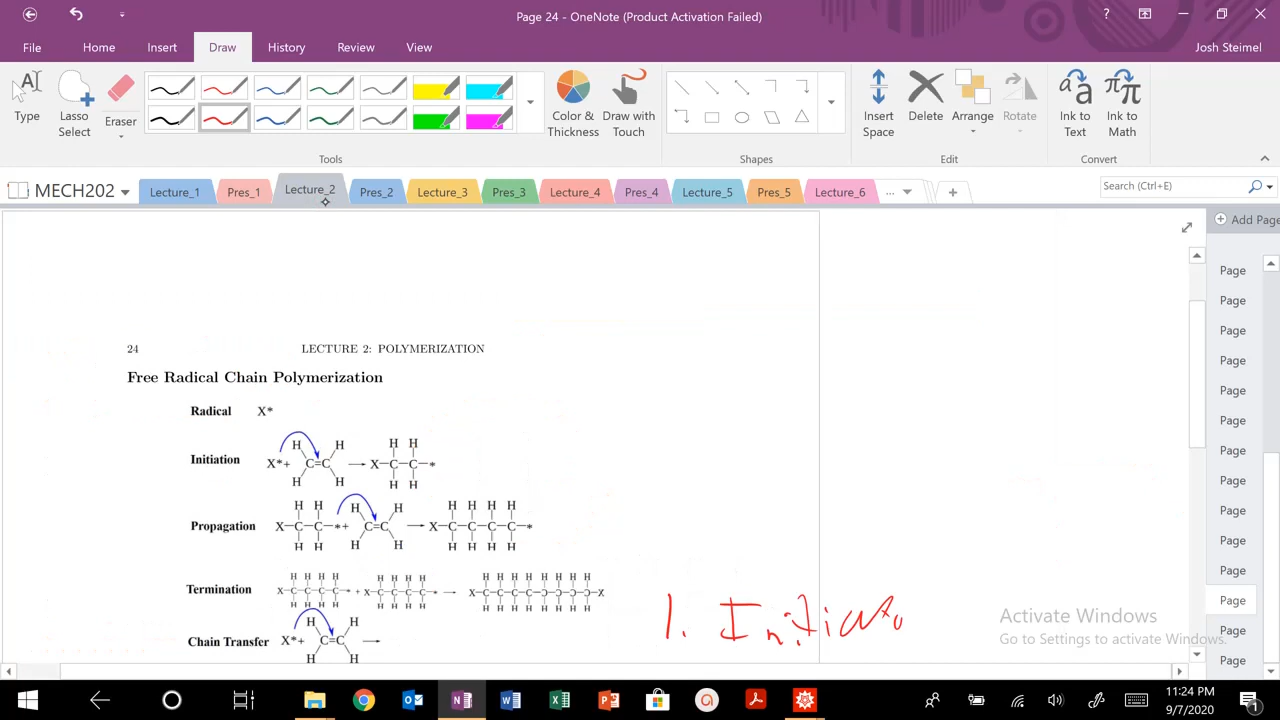 Page 24 - OneNote (Product Activation Failed)
?
File Home Insert Draw History Review View Josh Steimel
Type Lasso Select Eraser Color & Thickness Draw with Touch Insert Space Delete Arrange Rotate Ink to Text Ink to Math
Tools Shapes Edit Convert
MECH202 Lecture_1 Pres_1 Lecture_2 Pres_2 Lecture_3 Pres_3 Lecture_4 Pres_4 Lecture_5 Pres_5 Lecture_6 ... Search (Ctrl+E)
Add Page
Page
Page
Page
Page
Page
Page
Page
Page
Page
Page
Page
Page
Page
Page
24 LECTURE 2: POLYMERIZATION
Free Radical Chain Polymerization
Radical X*
H H H H
Initiation X*+ C=C → X-C-C-*
H H H H
H H H H H H H H
Propagation X-C-C-*+ C=C → X-C-C-C-C-*
H H H H H H H H
H H H H H H H H H H H H H H H H
Termination X-C-C-C-C-* + X-C-C-C-C-* → X-C-C-C-C-C-C-C-C-X
H H H H H H H H H H H H H H H H
H H
Chain Transfer X*+ C=C →
H H
1. Initiato
Activate Windows
Go to Settings to activate Windows.
11:24 PM
9/7/2020
1